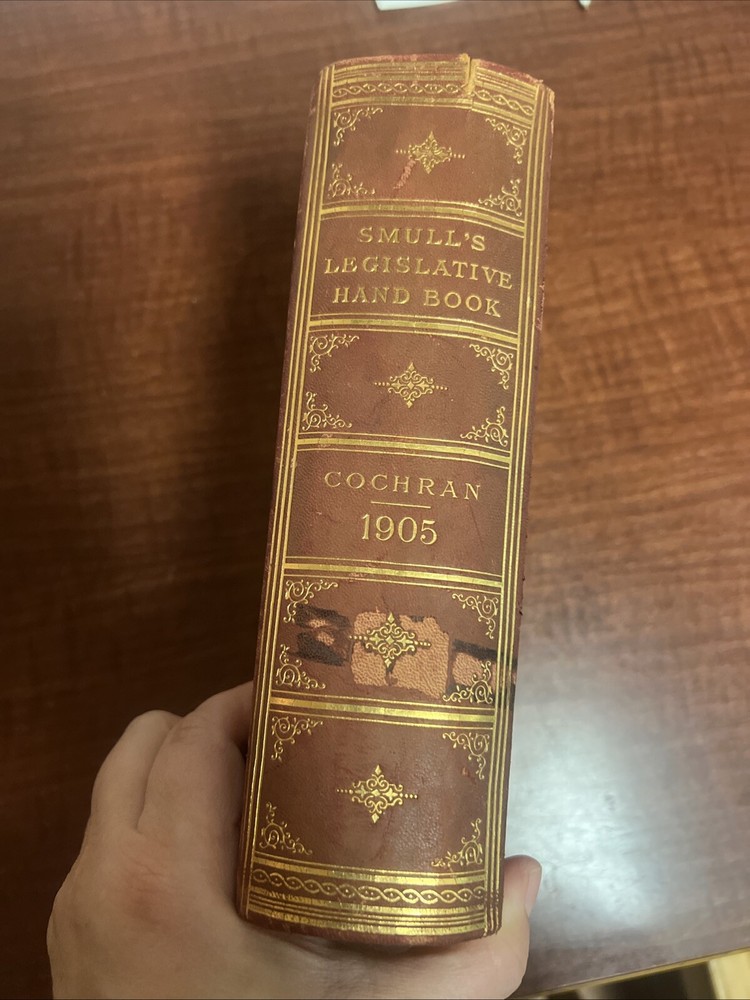 SMULL'S
LEGISLATIVE
HAND BOOK
COCHRAN
1905